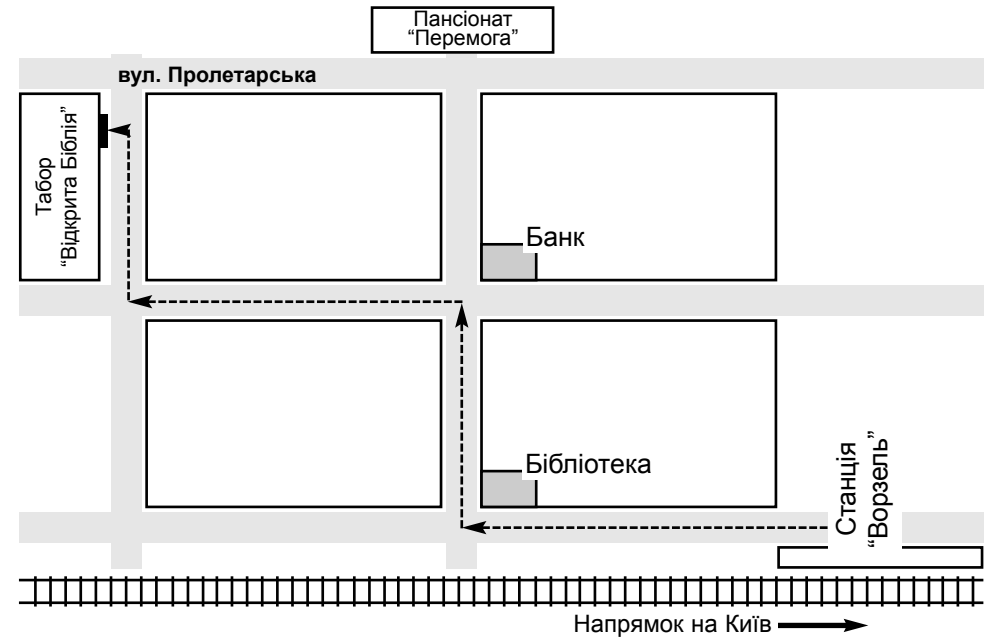 Пансіонат
“Перемога”
вул. Пролетарська
Табор
“Відкрита Біблія”
Банк
Бібліотека
Станція
“Ворзель”
Напрямок на Київ